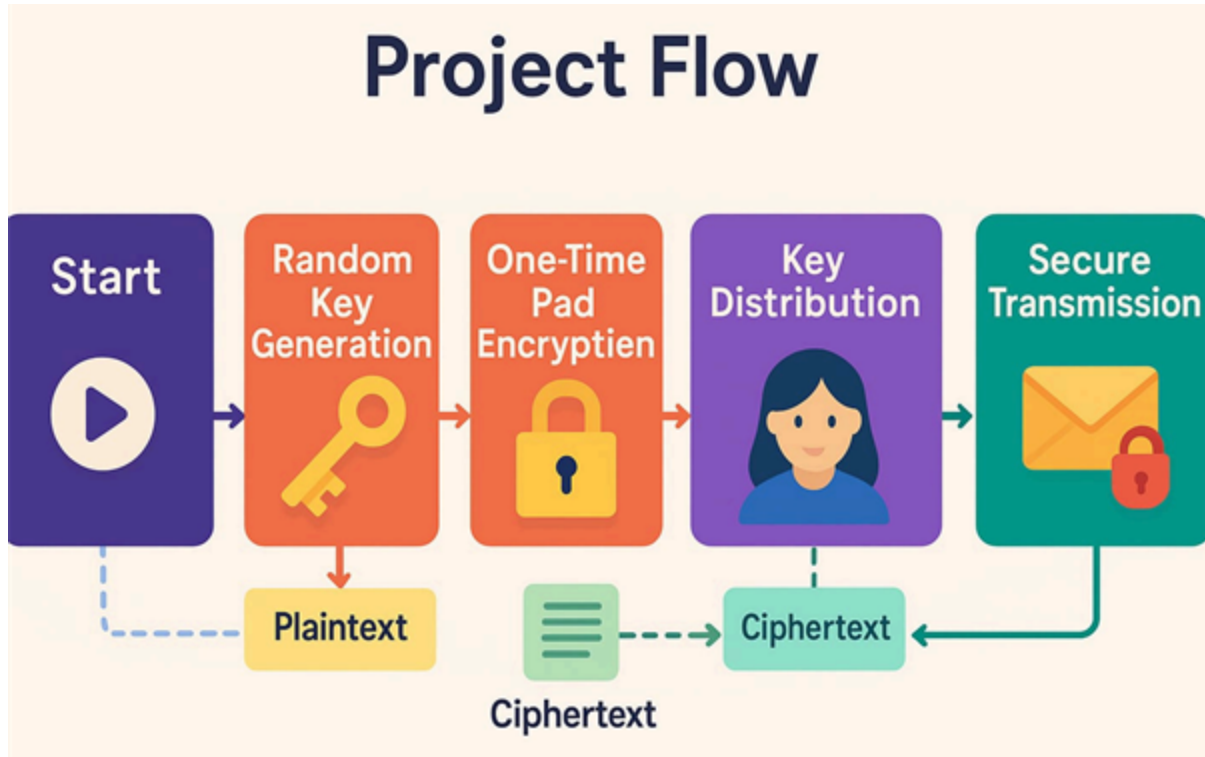 Project Flow
Start
Random
Key
Generation
One-Time
Pad
Encryptien
Key
Distribution
Secure
Transmission
Plaintext
Ciphertext
Ciphertext